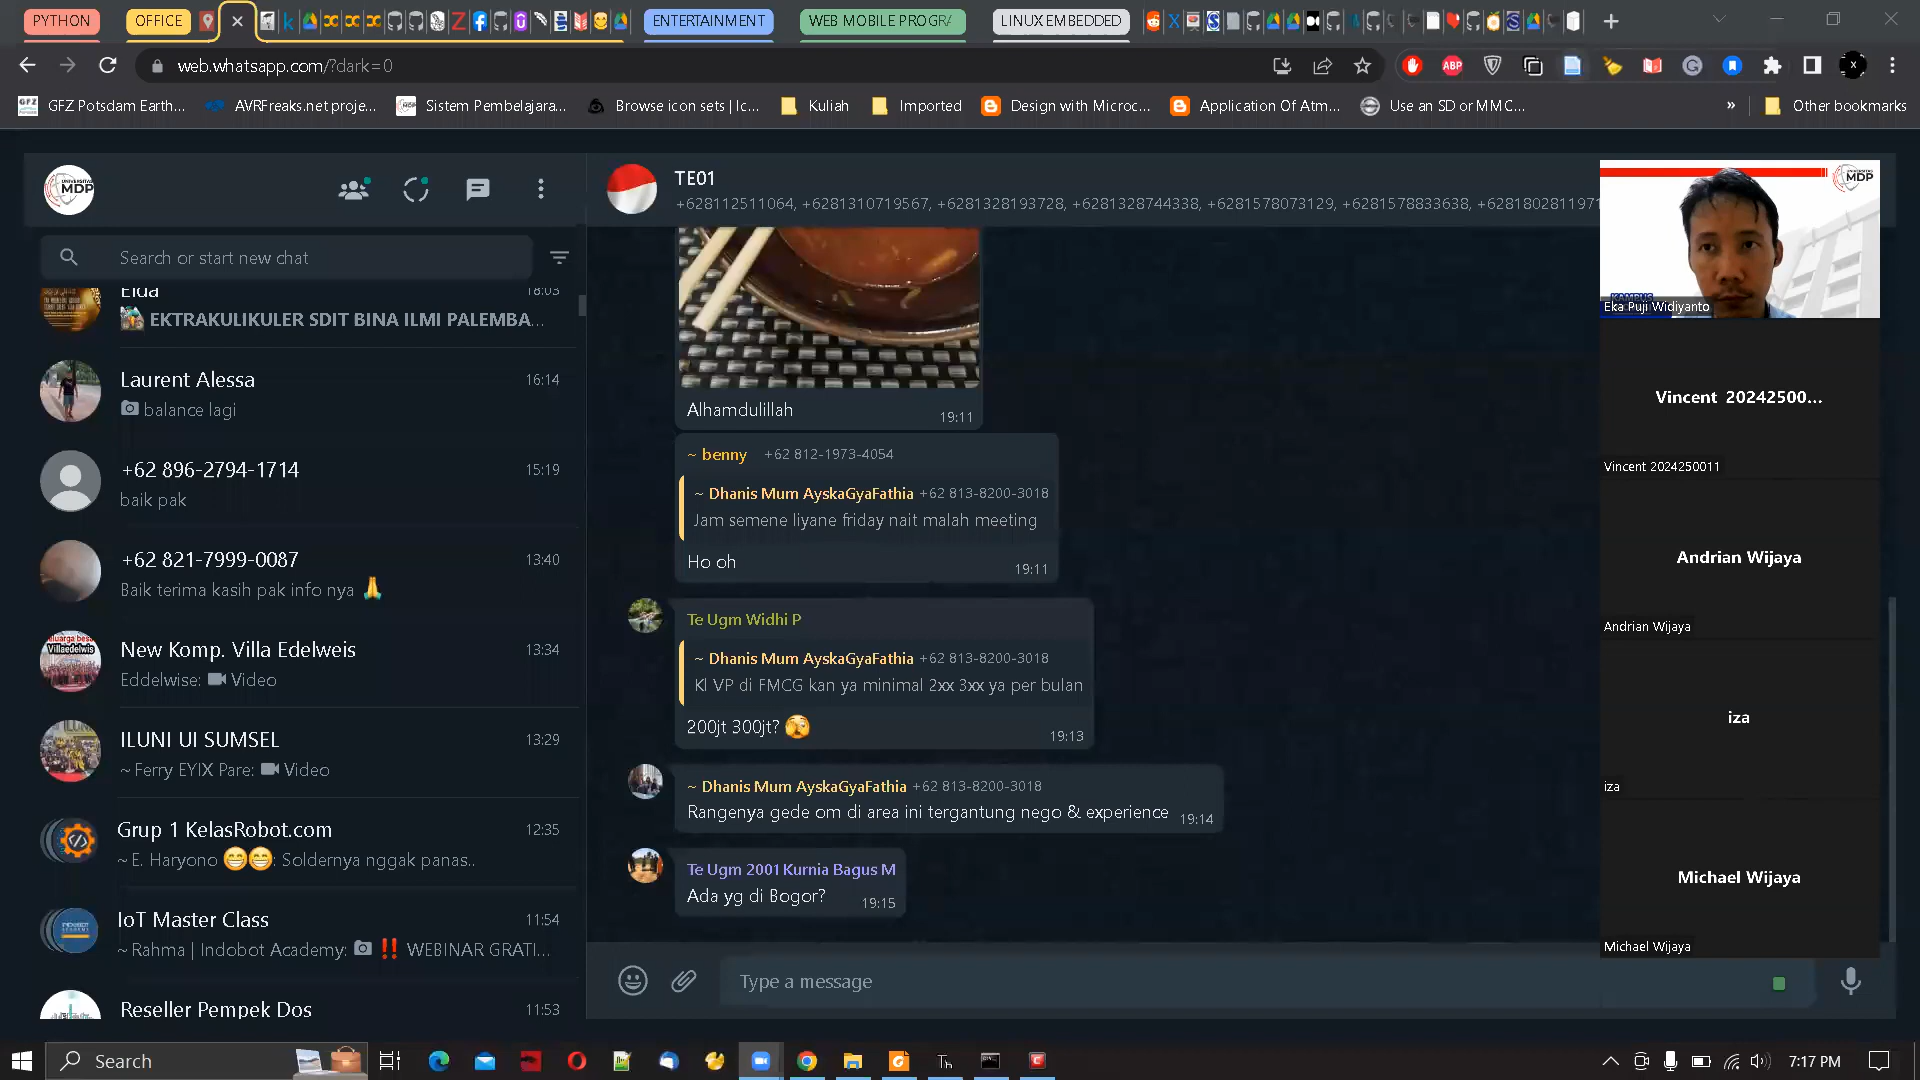 PYTHON
OFFICE
ENTERTAINMENT
WEB MOBILE PROGRA
LINUX EMBEDDED
web.whatsapp.com/?dark=0
ABP
GFZ Potsdam Earth...
AVRFreaks.net proje...
Sistem Pembelajara...
Browse icon sets | Ic...
Kuliah
Imported
Design with Microc...
Application Of Atm...
Use an SD or MMC...
»
Other bookmarks
UNIVERSITAS MDP
TE01
+628112511064, +6281310719567, +6281328193728, +6281328744338, +6281578073129, +6281578833638, +628180281197
Search or start new chat
Elda 18:03
EKTRAKULIKULER SDIT BINA ILMI PALEMBA...
Laurent Alessa 16:14
balance lagi
+62 896-2794-1714 15:19
baik pak
+62 821-7999-0087 13:40
Baik terima kasih pak info nya 🙏
New Komp. Villa Edelweis 13:34
Eddelwise: Video
ILUNI UI SUMSEL 13:29
~ Ferry EYIX Pare: Video
Grup 1 KelasRobot.com 12:35
~ E. Haryono 😁😁: Soldernya nggak panas..
IoT Master Class 11:54
~ Rahma | Indobot Academy: ‼️ WEBINAR GRATI...
Reseller Pempek Dos 11:53
Alhamdulillah 19:11
~ benny +62 812-1973-4054
~ Dhanis Mum AyskaGyaFathia +62 813-8200-3018
Jam semene liyane friday nait malah meeting
Ho oh 19:11
Te Ugm Widhi P
~ Dhanis Mum AyskaGyaFathia +62 813-8200-3018
Kl VP di FMCG kan ya minimal 2xx 3xx ya per bulan
200jt 300jt? 🫣 19:13
~ Dhanis Mum AyskaGyaFathia +62 813-8200-3018
Rangenya gede om di area ini tergantung nego & experience 19:14
Te Ugm 2001 Kurnia Bagus M
Ada yg di Bogor? 19:15
Type a message
MDP
Eka Puji Widiyanto
Vincent 20242500...
Vincent 2024250011
Andrian Wijaya
Andrian Wijaya
iza
iza
Michael Wijaya
Michael Wijaya
Search
7:17 PM